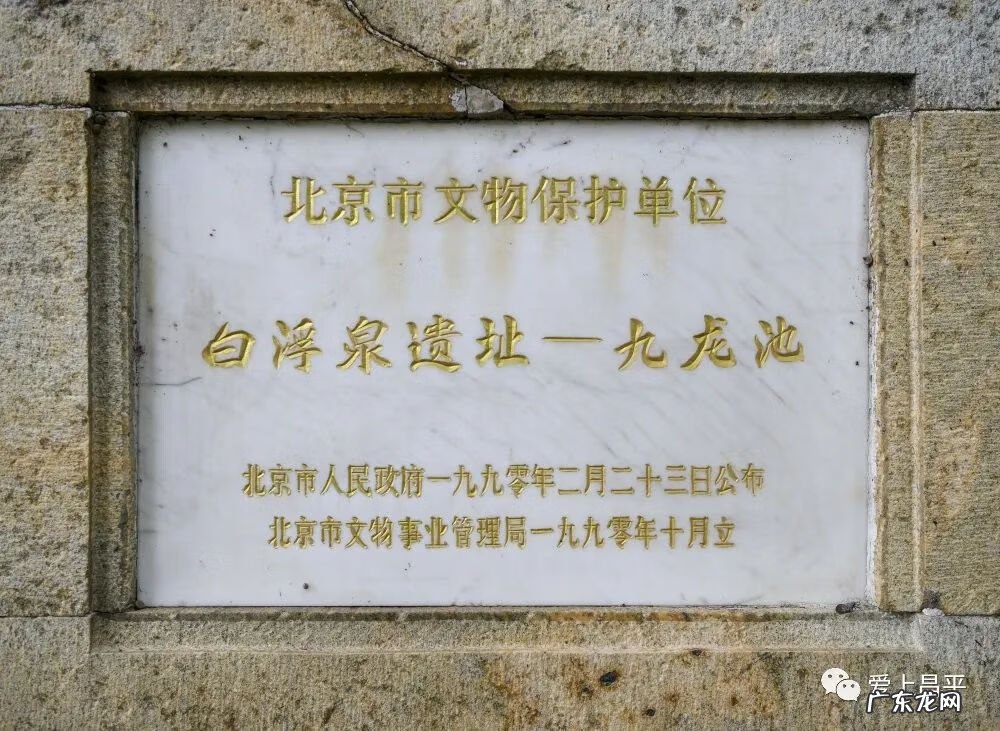 北京市文物保护单位
白浮泉遗址—九龙池
北京市人民政府一九九零年二月二十三日公布
北京市文物事业管理局一九九零年十月立
爱上昌平
广东龙网